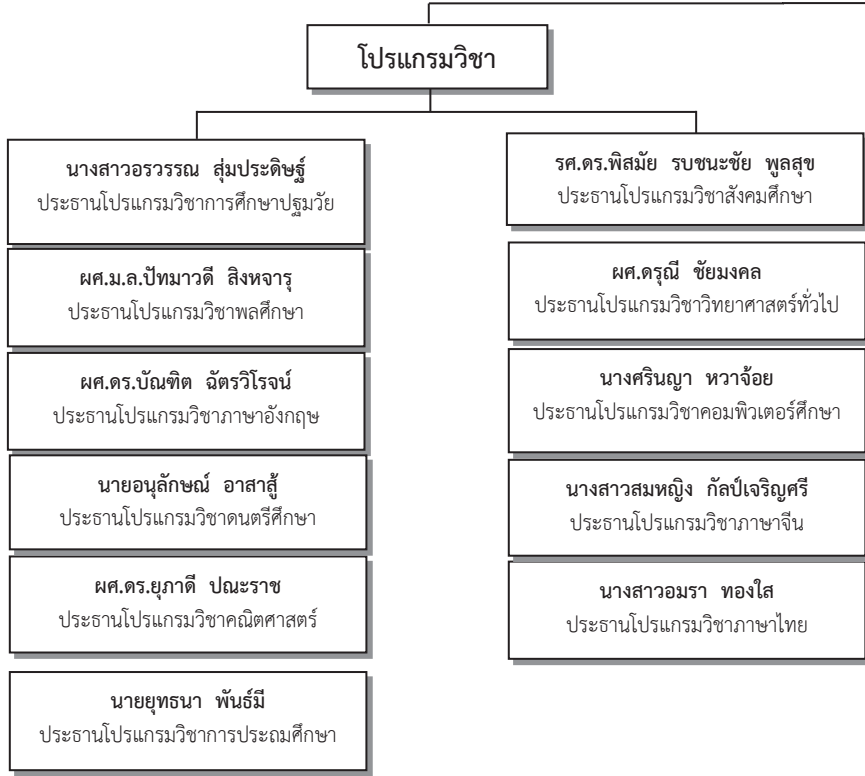 โปรแกรมวิชา
นางสาวอรวรรณ สุ่มประดิษฐ์
ประธานโปรแกรมวิชาการศึกษาปฐมวัย
ผศ.ม.ล.ปัทมาวดี สิงหจารุ
ประธานโปรแกรมวิชาพลศึกษา
ผศ.ดร.บัณฑิต ฉัตรวิโรจน์
ประธานโปรแกรมวิชาภาษาอังกฤษ
นายอนุลักษณ์ อาสาสู้
ประธานโปรแกรมวิชาดนตรีศึกษา
ผศ.ดร.ยุภาดี ปณะราช
ประธานโปรแกรมวิชาคณิตศาสตร์
นายยุทธนา พันธ์มี
ประธานโปรแกรมวิชาการประถมศึกษา
รศ.ดร.พิสมัย รบชนะชัย พูลสุข
ประธานโปรแกรมวิชาสังคมศึกษา
ผศ.ดรุณี ชัยมงคล
ประธานโปรแกรมวิชาวิทยาศาสตร์ทั่วไป
นางศรินญา หวาจ้อย
ประธานโปรแกรมวิชาคอมพิวเตอร์ศึกษา
นางสาวสมหญิง กัลป์เจริญศรี
ประธานโปรแกรมวิชาภาษาจีน
นางสาวอมรา ทองใส
ประธานโปรแกรมวิชาภาษาไทย